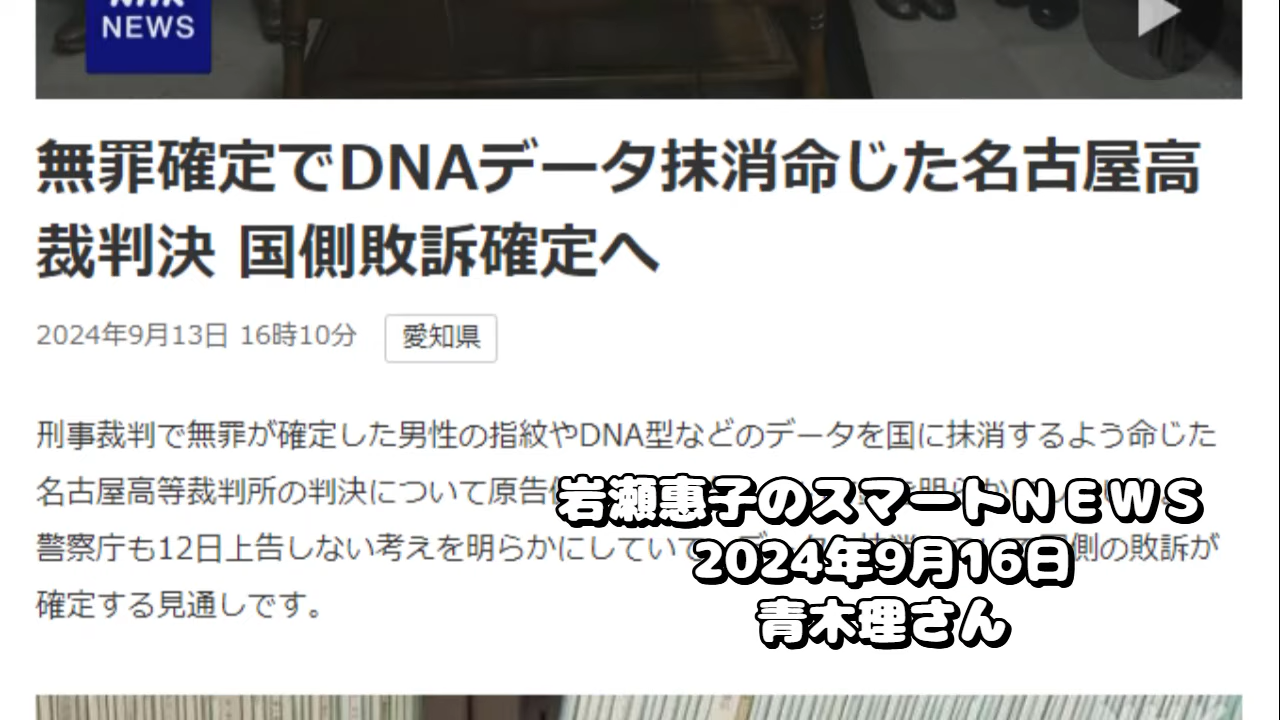 NHK
NEWS
無罪確定でDNAデータ抹消命じた名古屋高
裁判決 国側敗訴確定へ
2024年9月13日 16時10分
愛知県
刑事裁判で無罪が確定した男性の指紋やDNA型などのデータを国に抹消するよう命じた
名古屋高等裁判所の判決について原告
岩瀬惠子のスマートNEWS
警察庁も12日上告しない考えを明らかにしていて、
側の敗訴が
2024年9月16日
確定する見通しです。
青木理さん